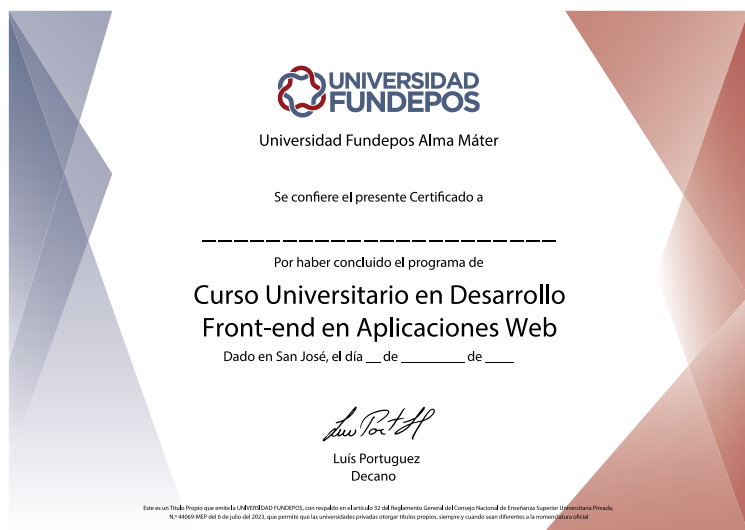 UNIVERSIDAD
FUNDEPOS
Universidad Fundepos Alma Máter
Se confiere el presente Certificado a
______________________
Por haber concluido el programa de
Curso Universitario en Desarrollo
Front-end en Aplicaciones Web
Dado en San José, el día __ de ________ de ____
Luís Portuguez
Decano
Este es un Título Propio que emite la UNIVERSIDAD FUNDEPOS, con respaldo en el artículo 32 del Reglamento General del Consejo Nacional de Enseñanza Superior Universitaria Privada,
N.º 44069-MEP del 6 de julio del 2023, que permite que las universidades privadas otorgar títulos propios, siempre y cuando sean diferentes a la nomenclatura oficial